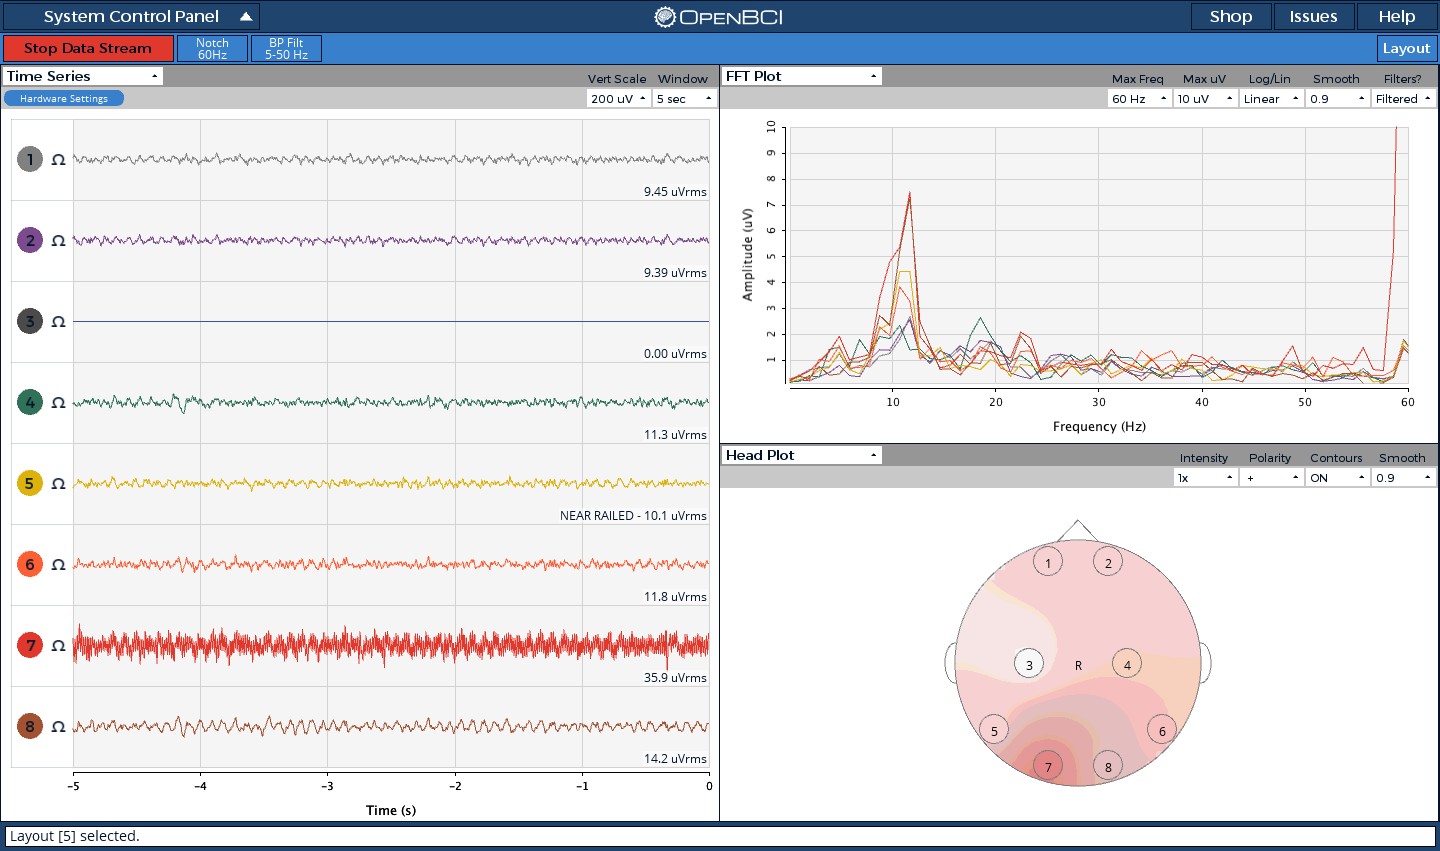 System Control Panel
OpenBCI
Shop
Issues
Help
Stop Data Stream
Notch
60Hz
BP Filt
5-50 Hz
Layout
Time Series
Vert Scale
Window
Hardware Settings
200 uV
5 sec
1 Ω
9.45 uVrms
2 Ω
9.39 uVrms
3 Ω
0.00 uVrms
4 Ω
11.3 uVrms
5 Ω
NEAR RAILED - 10.1 uVrms
6 Ω
11.8 uVrms
7 Ω
35.9 uVrms
8 Ω
14.2 uVrms
-5 -4 -3 -2 -1 0
Time (s)
FFT Plot
Max Freq
Max uV
Log/Lin
Smooth
Filters?
60 Hz
10 uV
Linear
0.9
Filtered
10
9
8
7
6
5
4
3
2
1
Amplitude (uV)
10 20 30 40 50 60
Frequency (Hz)
Head Plot
Intensity
Polarity
Contours
Smooth
1x
+
ON
0.9
1 2
3 R 4
5 6
7 8
Layout [5] selected.